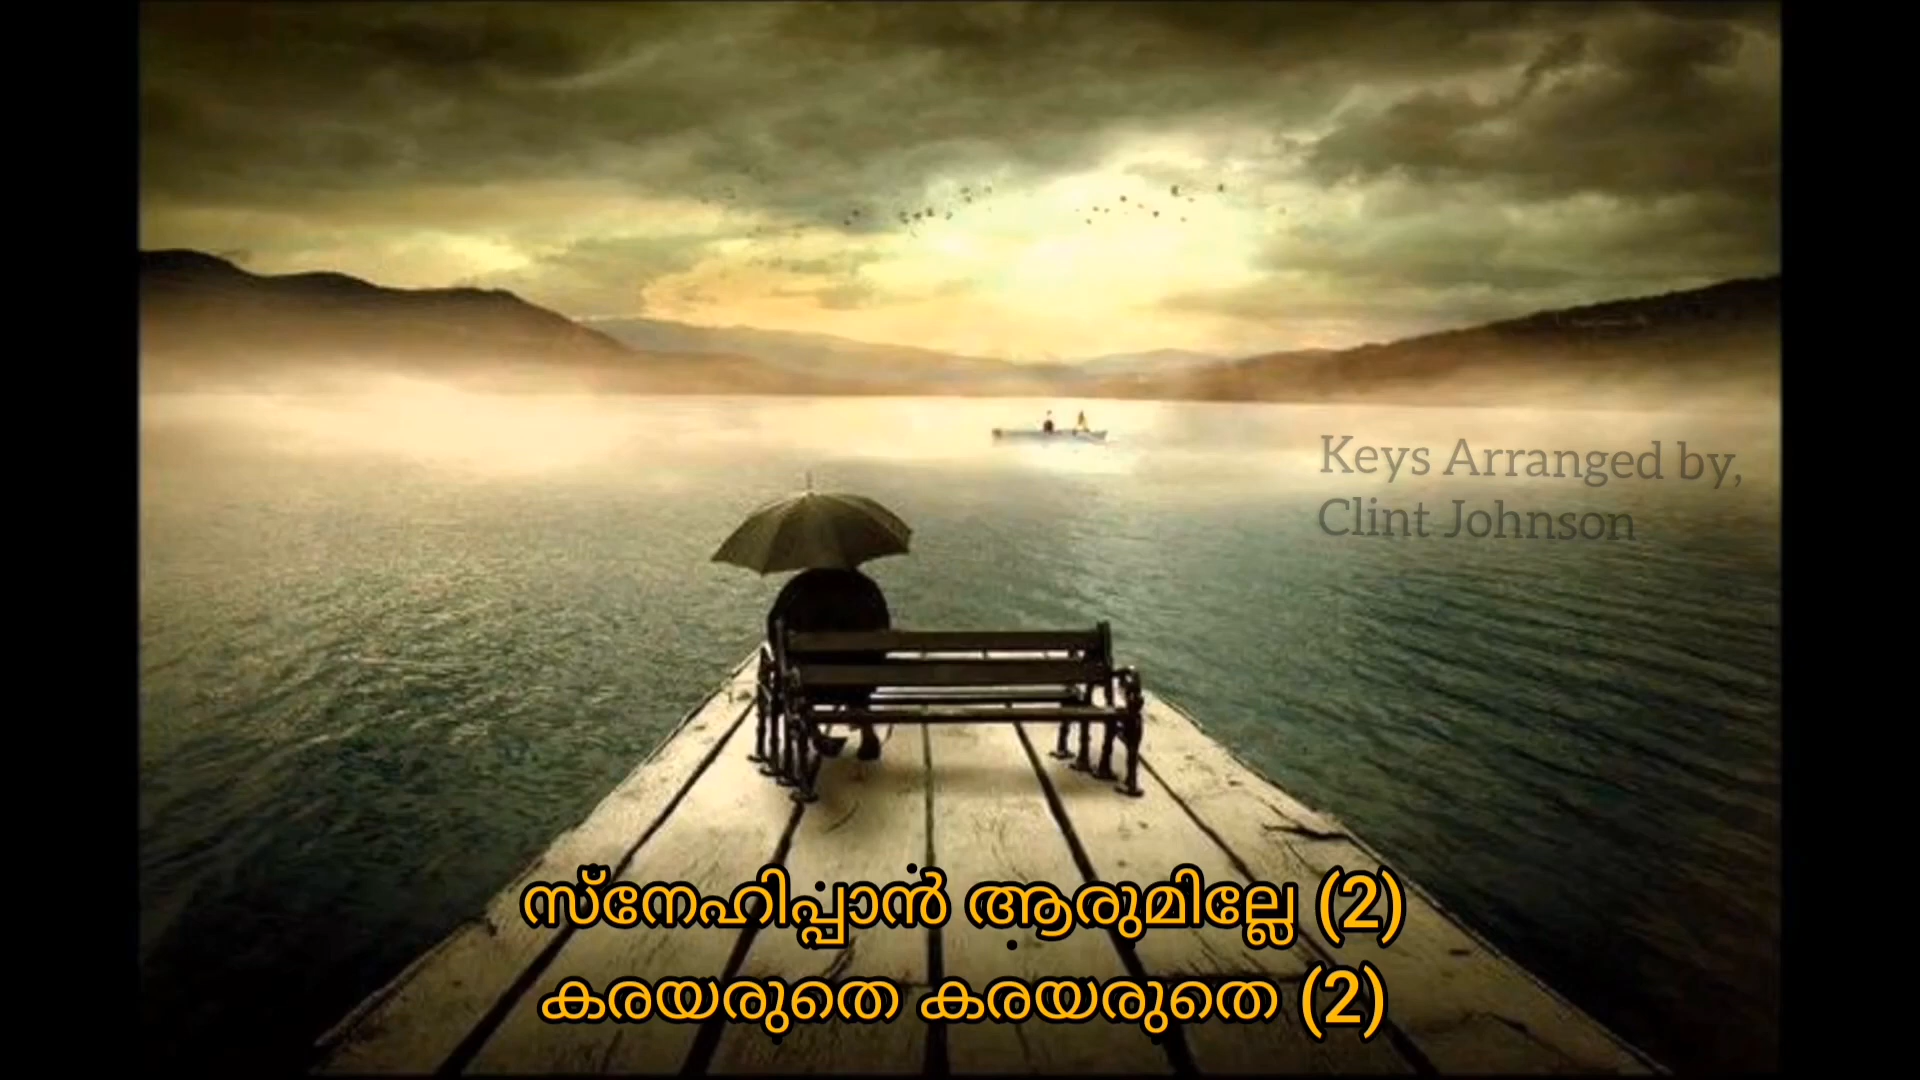 Keys Arranged by,
Clint Johnson
സ്നേഹിപ്പാൻ ആരുമില്ലേ (2)
കരയരുതെ കരയരുതെ (2)